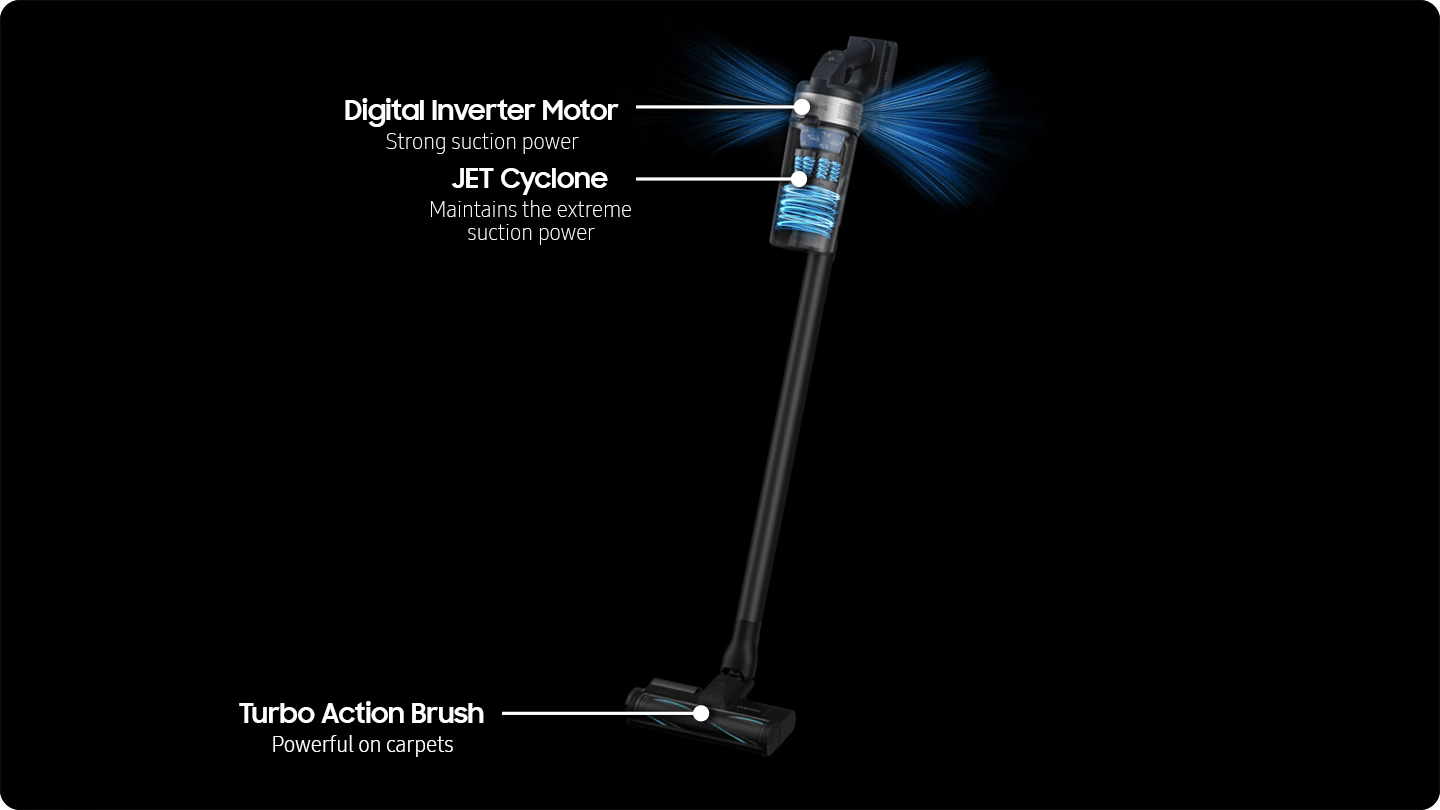 Digital Inverter Motor
Strong suction power
JET Cyclone
Maintains the extreme
suction power
Turbo Action Brush
Powerful on carpets